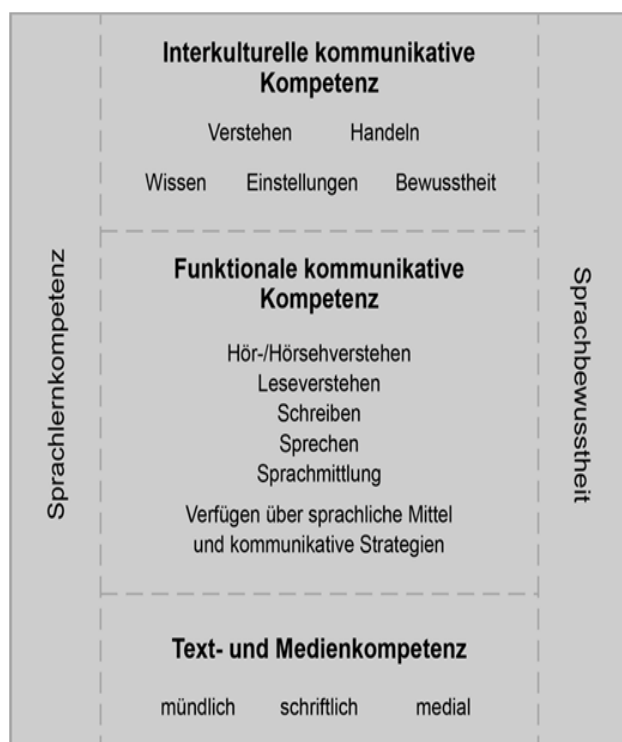 Interkulturelle kommunikative
Kompetenz
Verstehen Handeln
Wissen Einstellungen Bewusstheit
Sprachlernkompetenz
Funktionale kommunikative
Kompetenz
Hör-/Hörsehverstehen
Leseverstehen
Schreiben
Sprechen
Sprachmittlung
Verfügen über sprachliche Mittel
und kommunikative Strategien
Sprachbewusstheit
Text- und Medienkompetenz
mündlich schriftlich medial